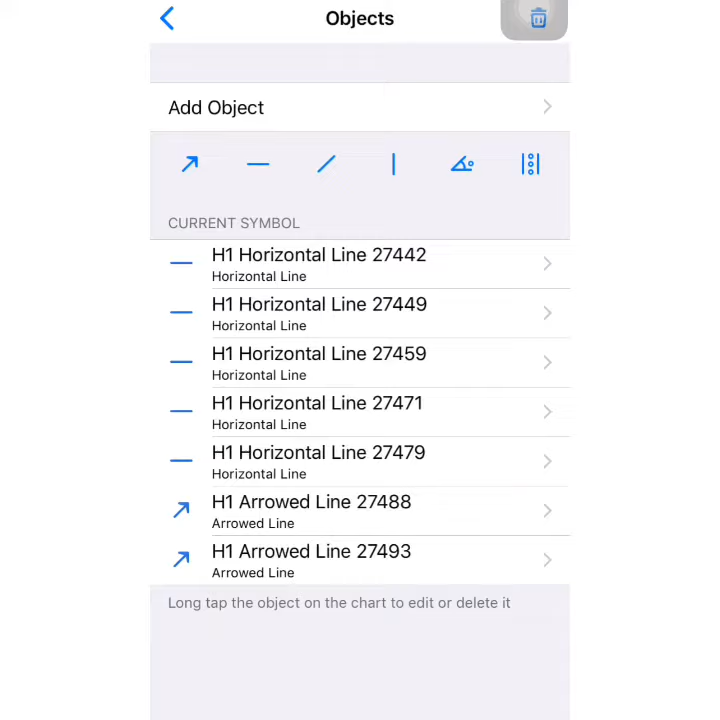 Objects
Add Object
CURRENT SYMBOL
H1 Horizontal Line 27442
Horizontal Line
H1 Horizontal Line 27449
Horizontal Line
H1 Horizontal Line 27459
Horizontal Line
H1 Horizontal Line 27471
Horizontal Line
H1 Horizontal Line 27479
Horizontal Line
H1 Arrowed Line 27488
Arrowed Line
H1 Arrowed Line 27493
Arrowed Line
Long tap the object on the chart to edit or delete it